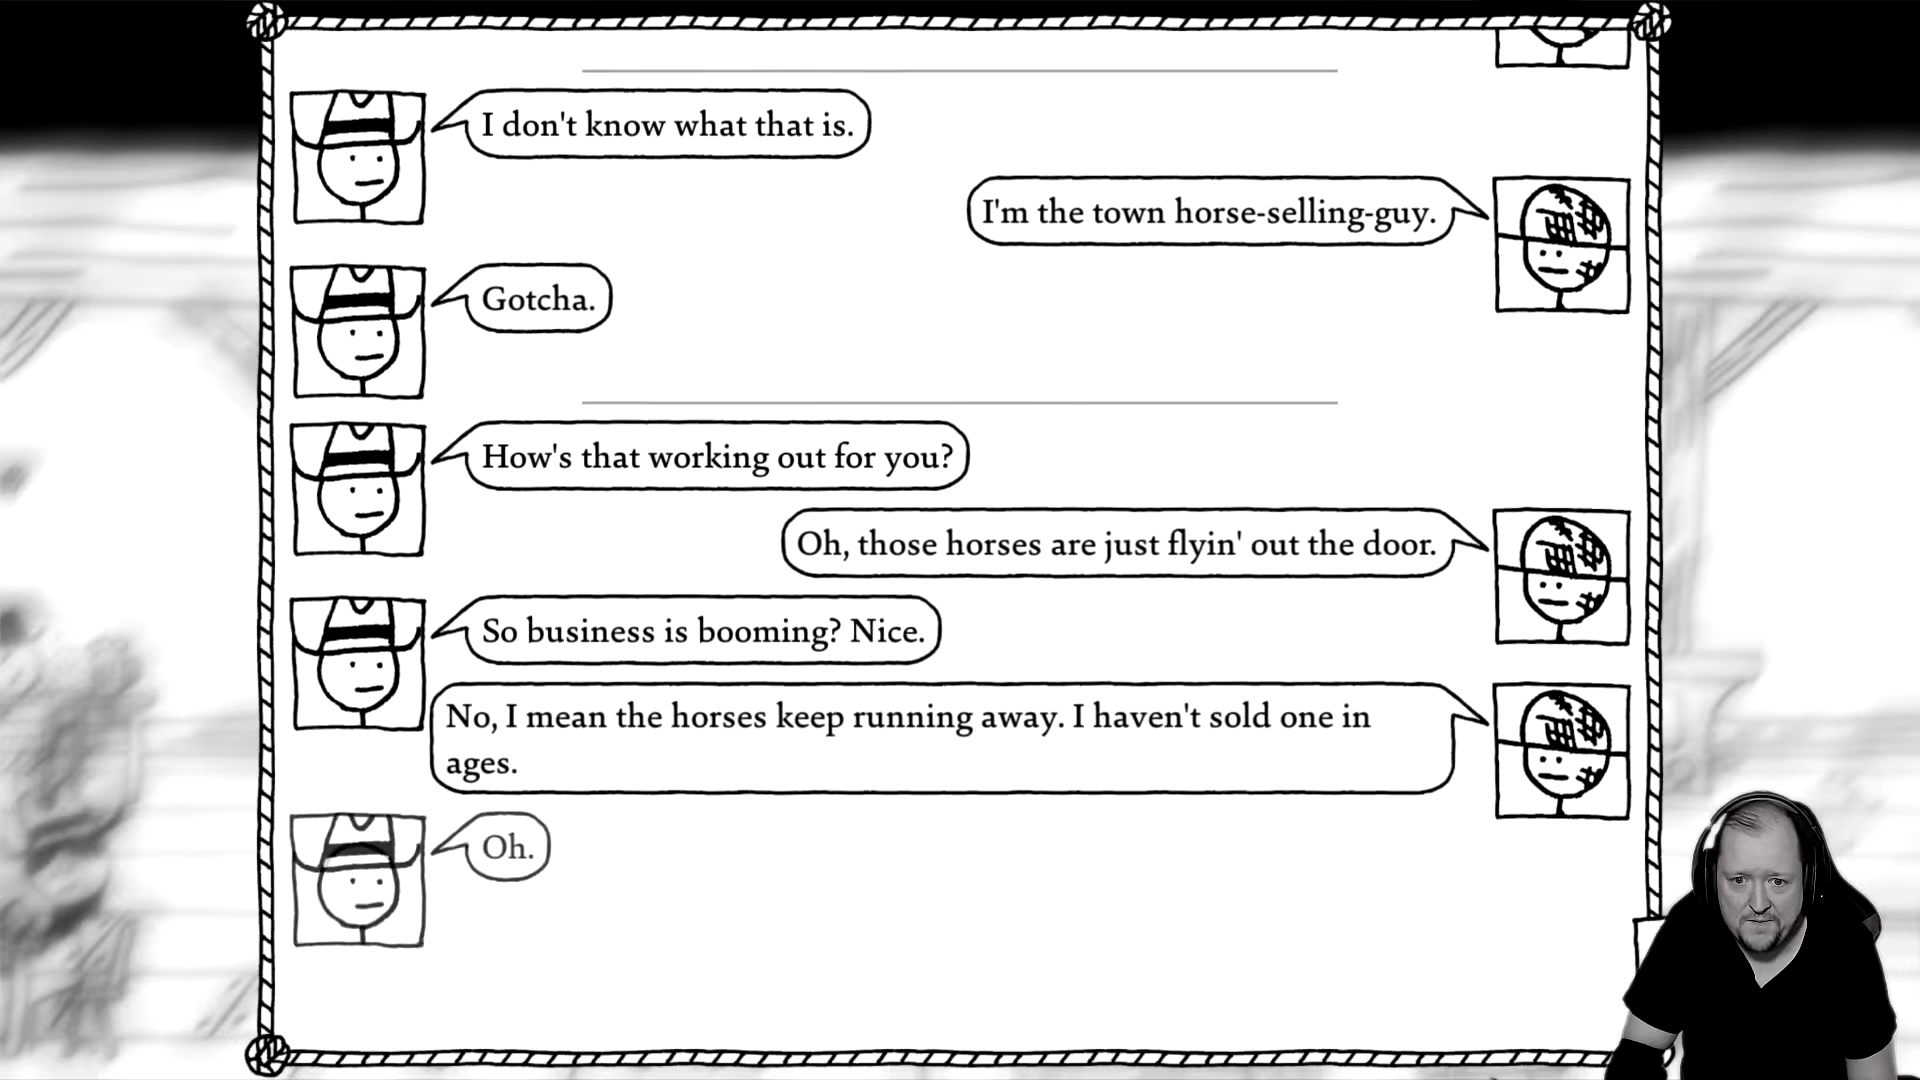 I don't know what that is.
I'm the town horse-selling-guy.
Gotcha.
How's that working out for you?
Oh, those horses are just flyin' out the door.
So business is booming? Nice.
No, I mean the horses keep running away. I haven't sold one in
ages.
Oh.